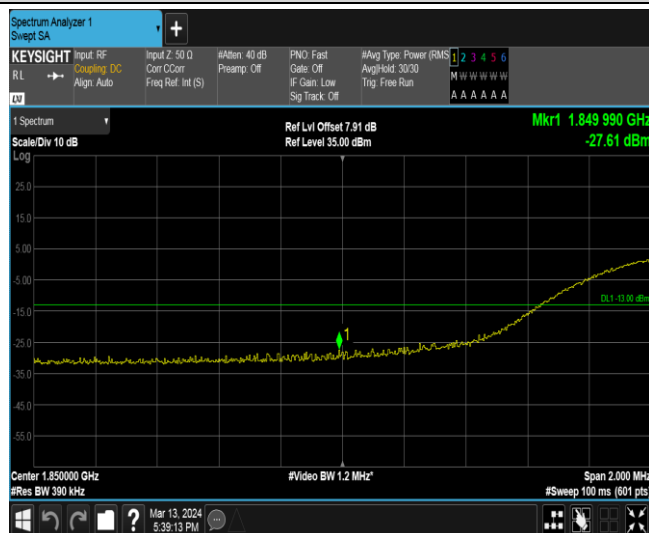 Spectrum Analyzer 1
Swept SA
KEYSIGHT
RL
LXI
Input: RF
Coupling: DC
Align: Auto
Input Z: 50 Ω
Corr CCorr
Freq Ref: Int (S)
#Atten: 40 dB
Preamp: Off
PNO: Fast
Gate: Off
IF Gain: Low
Sig Track: Off
#Avg Type: Power (RMS
Avg|Hold: 30/30
Trig: Free Run
1 2 3 4 5 6
M W W W W W
A A A A A A
1 Spectrum
Scale/Div 10 dB
Log
Ref Lvl Offset 7.91 dB
Ref Level 35.00 dBm
Mkr1 1.849 990 GHz
-27.61 dBm
25.0
15.0
5.00
-5.00
DL1 -13.00 dBm
-15.0
1
-25.0
-35.0
-45.0
-55.0
Center 1.850000 GHz
#Res BW 390 kHz
#Video BW 1.2 MHz*
Span 2.000 MHz
#Sweep 100 ms (601 pts)
?
Mar 13, 2024
5:39:13 PM